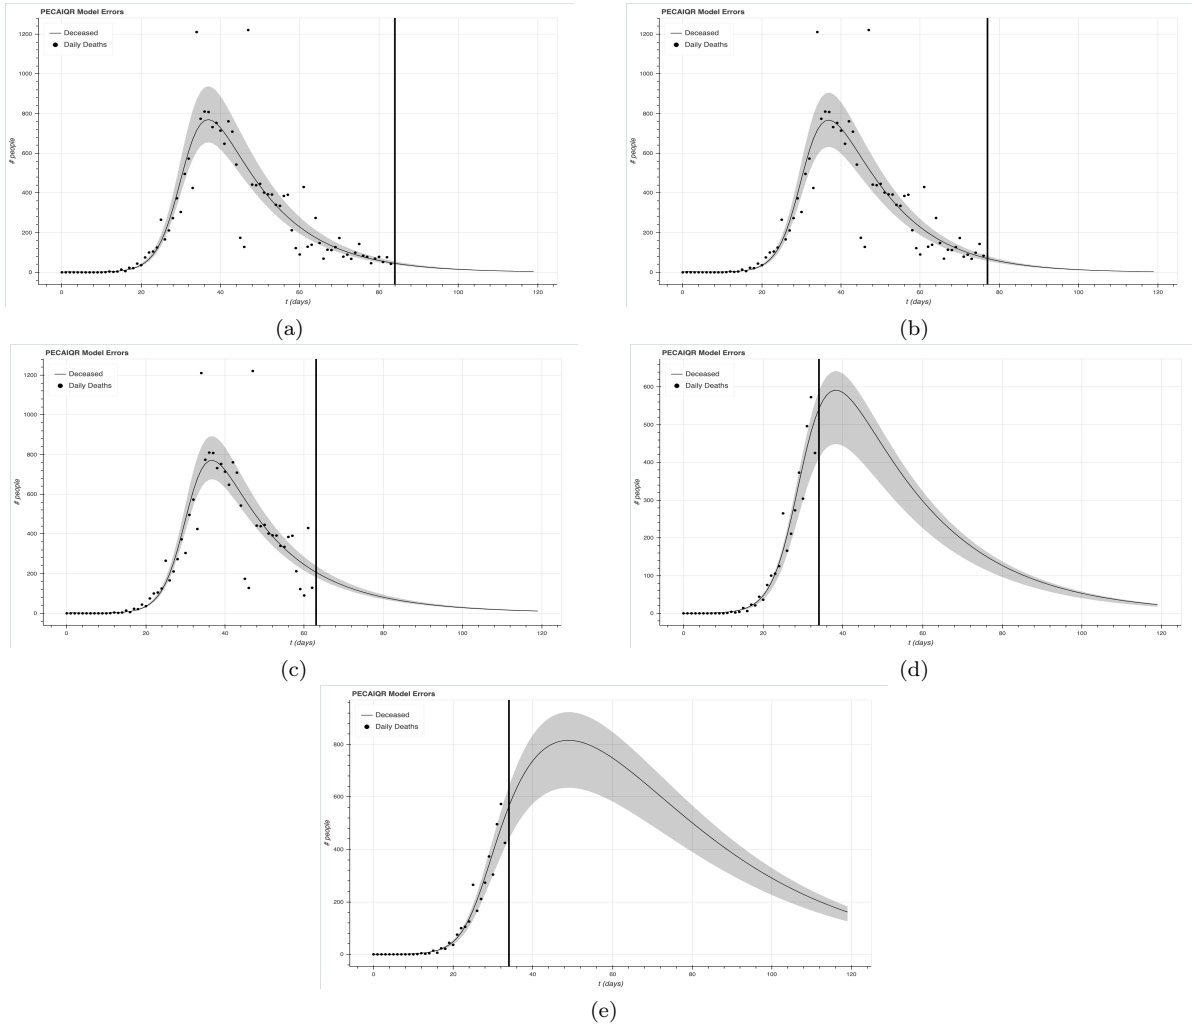 PECAIQR Model Errors
Deceased
Daily Deaths
# people
1200
1000
800
600
400
200
0
0 20 40 60 80 100 120
t (days)
(a)
PECAIQR Model Errors
Deceased
Daily Deaths
# people
1200
1000
800
600
400
200
0
0 20 40 60 80 100 120
t (days)
(b)
PECAIQR Model Errors
Deceased
Daily Deaths
# people
1200
1000
800
600
400
200
0
0 20 40 60 80 100 120
t (days)
(c)
PECAIQR Model Errors
Deceased
Daily Deaths
# people
600
500
400
300
200
100
0
0 20 40 60 80 100 120
t (days)
(d)
PECAIQR Model Errors
Deceased
Daily Deaths
# people
800
600
400
200
0
0 20 40 60 80 100 120
t (days)
(e)